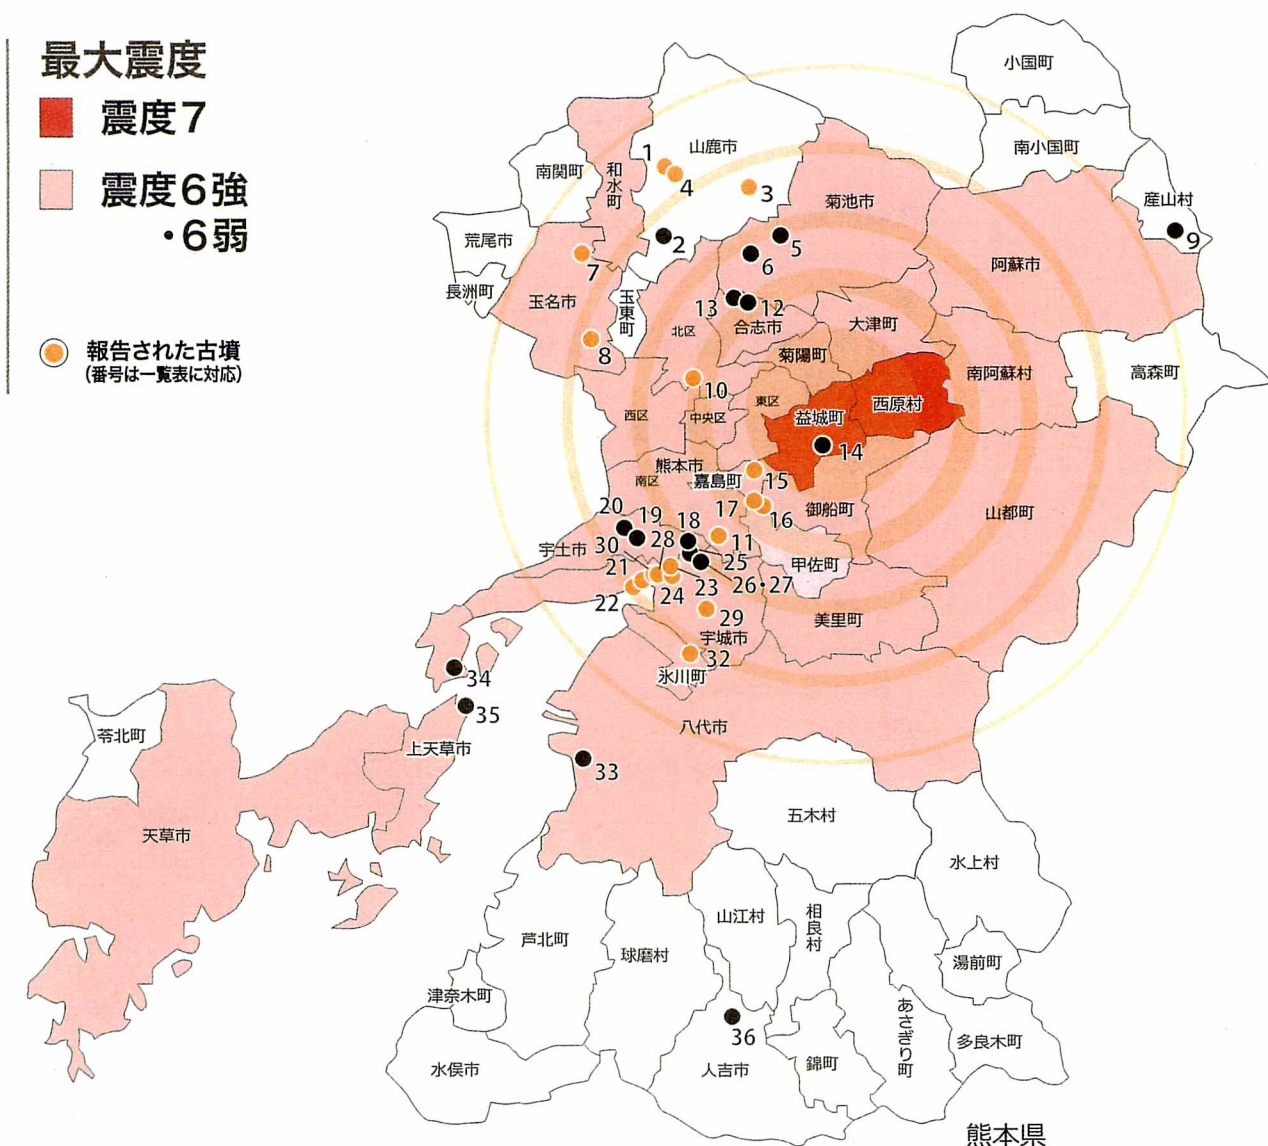 最大震度
震度7
震度6強
・6弱
報告された古墳
(番号は一覧表に対応)
小国町
南小国町
産山村
9
山鹿市
1
4
3
2
南関町
和水町
菊池市
5
6
阿蘇市
荒尾市
長洲町
7
玉名市
玉東町
8
13
12
合志市
北区
大津町
菊陽町
南阿蘇村
高森町
10
西区
中央区
東区
益城町
西原村
14
熊本市
南区
嘉島町
15
17
16
御船町
山都町
20
19
18
11
宇土市
30
28
25
甲佐町
21
23
26・27
22
24
29
美里町
宇城市
32
氷川町
34
35
八代市
33
苓北町
上天草市
天草市
五木村
水上村
山江村
相良村
芦北町
球磨村
湯前町
津奈木町
あさぎり町
多良木町
36
水俣市
人吉市
錦町
熊本県